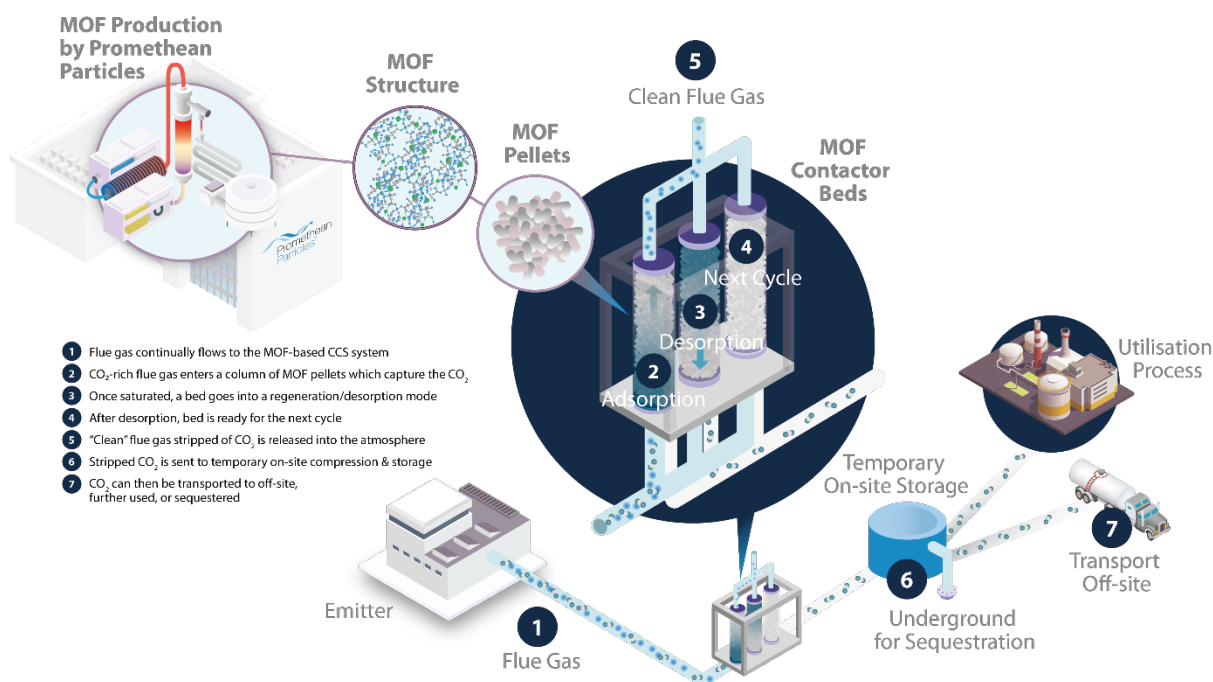 MOF Production
by Promethean
Particles
MOF
Structure
MOF
Pellets
5
Clean Flue Gas
MOF
Contactor
Beds
Promethean
Particles
4
Next Cycle
3
Desorption
2
Adsorption
1 Flue gas continually flows to the MOF-based CCS system
2 CO₂-rich flue gas enters a column of MOF pellets which capture the CO₂
3 Once saturated, a bed goes into a regeneration/desorption mode
4 After desorption, bed is ready for the next cycle
5 “Clean” flue gas stripped of CO₂ is released into the atmosphere
6 Stripped CO₂ is sent to temporary on-site compression & storage
7 CO₂ can then be transported to off-site,
further used, or sequestered
Utilisation
Process
Temporary
On-site Storage
7
Transport
Off-site
6
Underground
for Sequestration
Emitter
1
Flue Gas